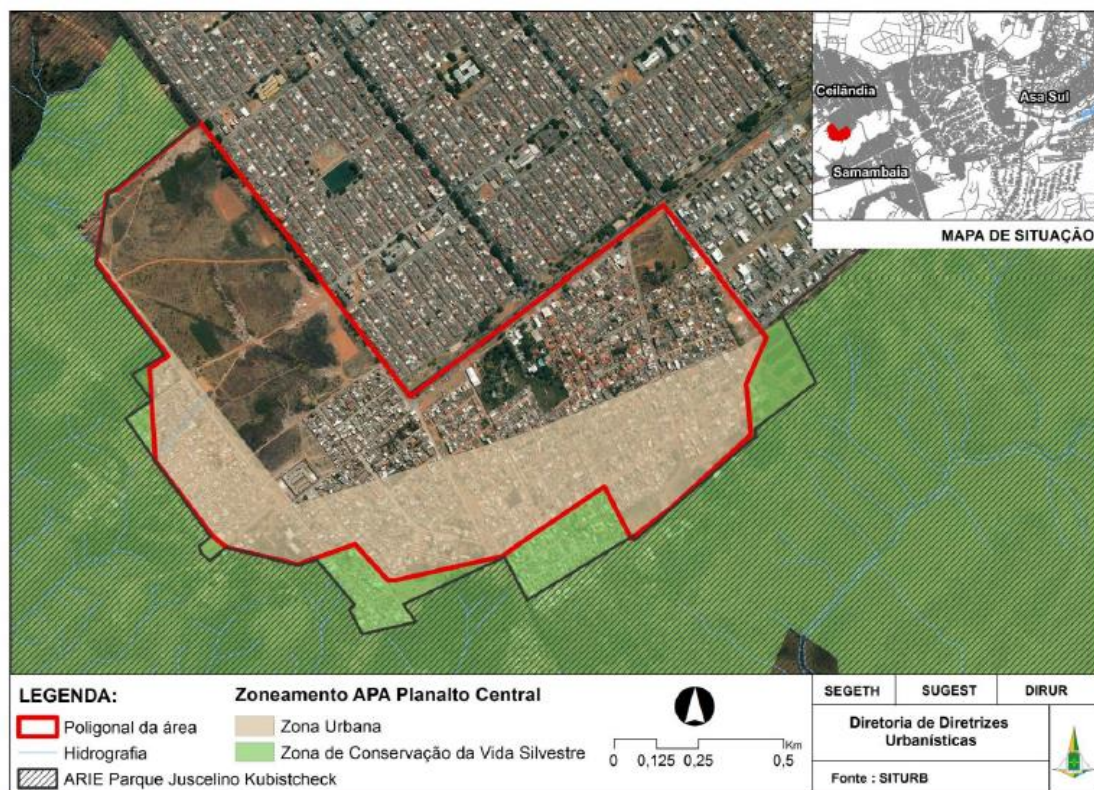 Ceilândia
Asa Sul
Samambaia
MAPA DE SITUAÇÃO
LEGENDA:
Poligonal da área
Hidrografia
ARIE Parque Juscelino Kubistcheck
Zoneamento APA Planalto Central
Zona Urbana
Zona de Conservação da Vida Silvestre
Km
0 0,125 0,25 0,5
SEGETH SUGEST DIRUR
Diretoria de Diretrizes
Urbanísticas
Fonte : SITURB